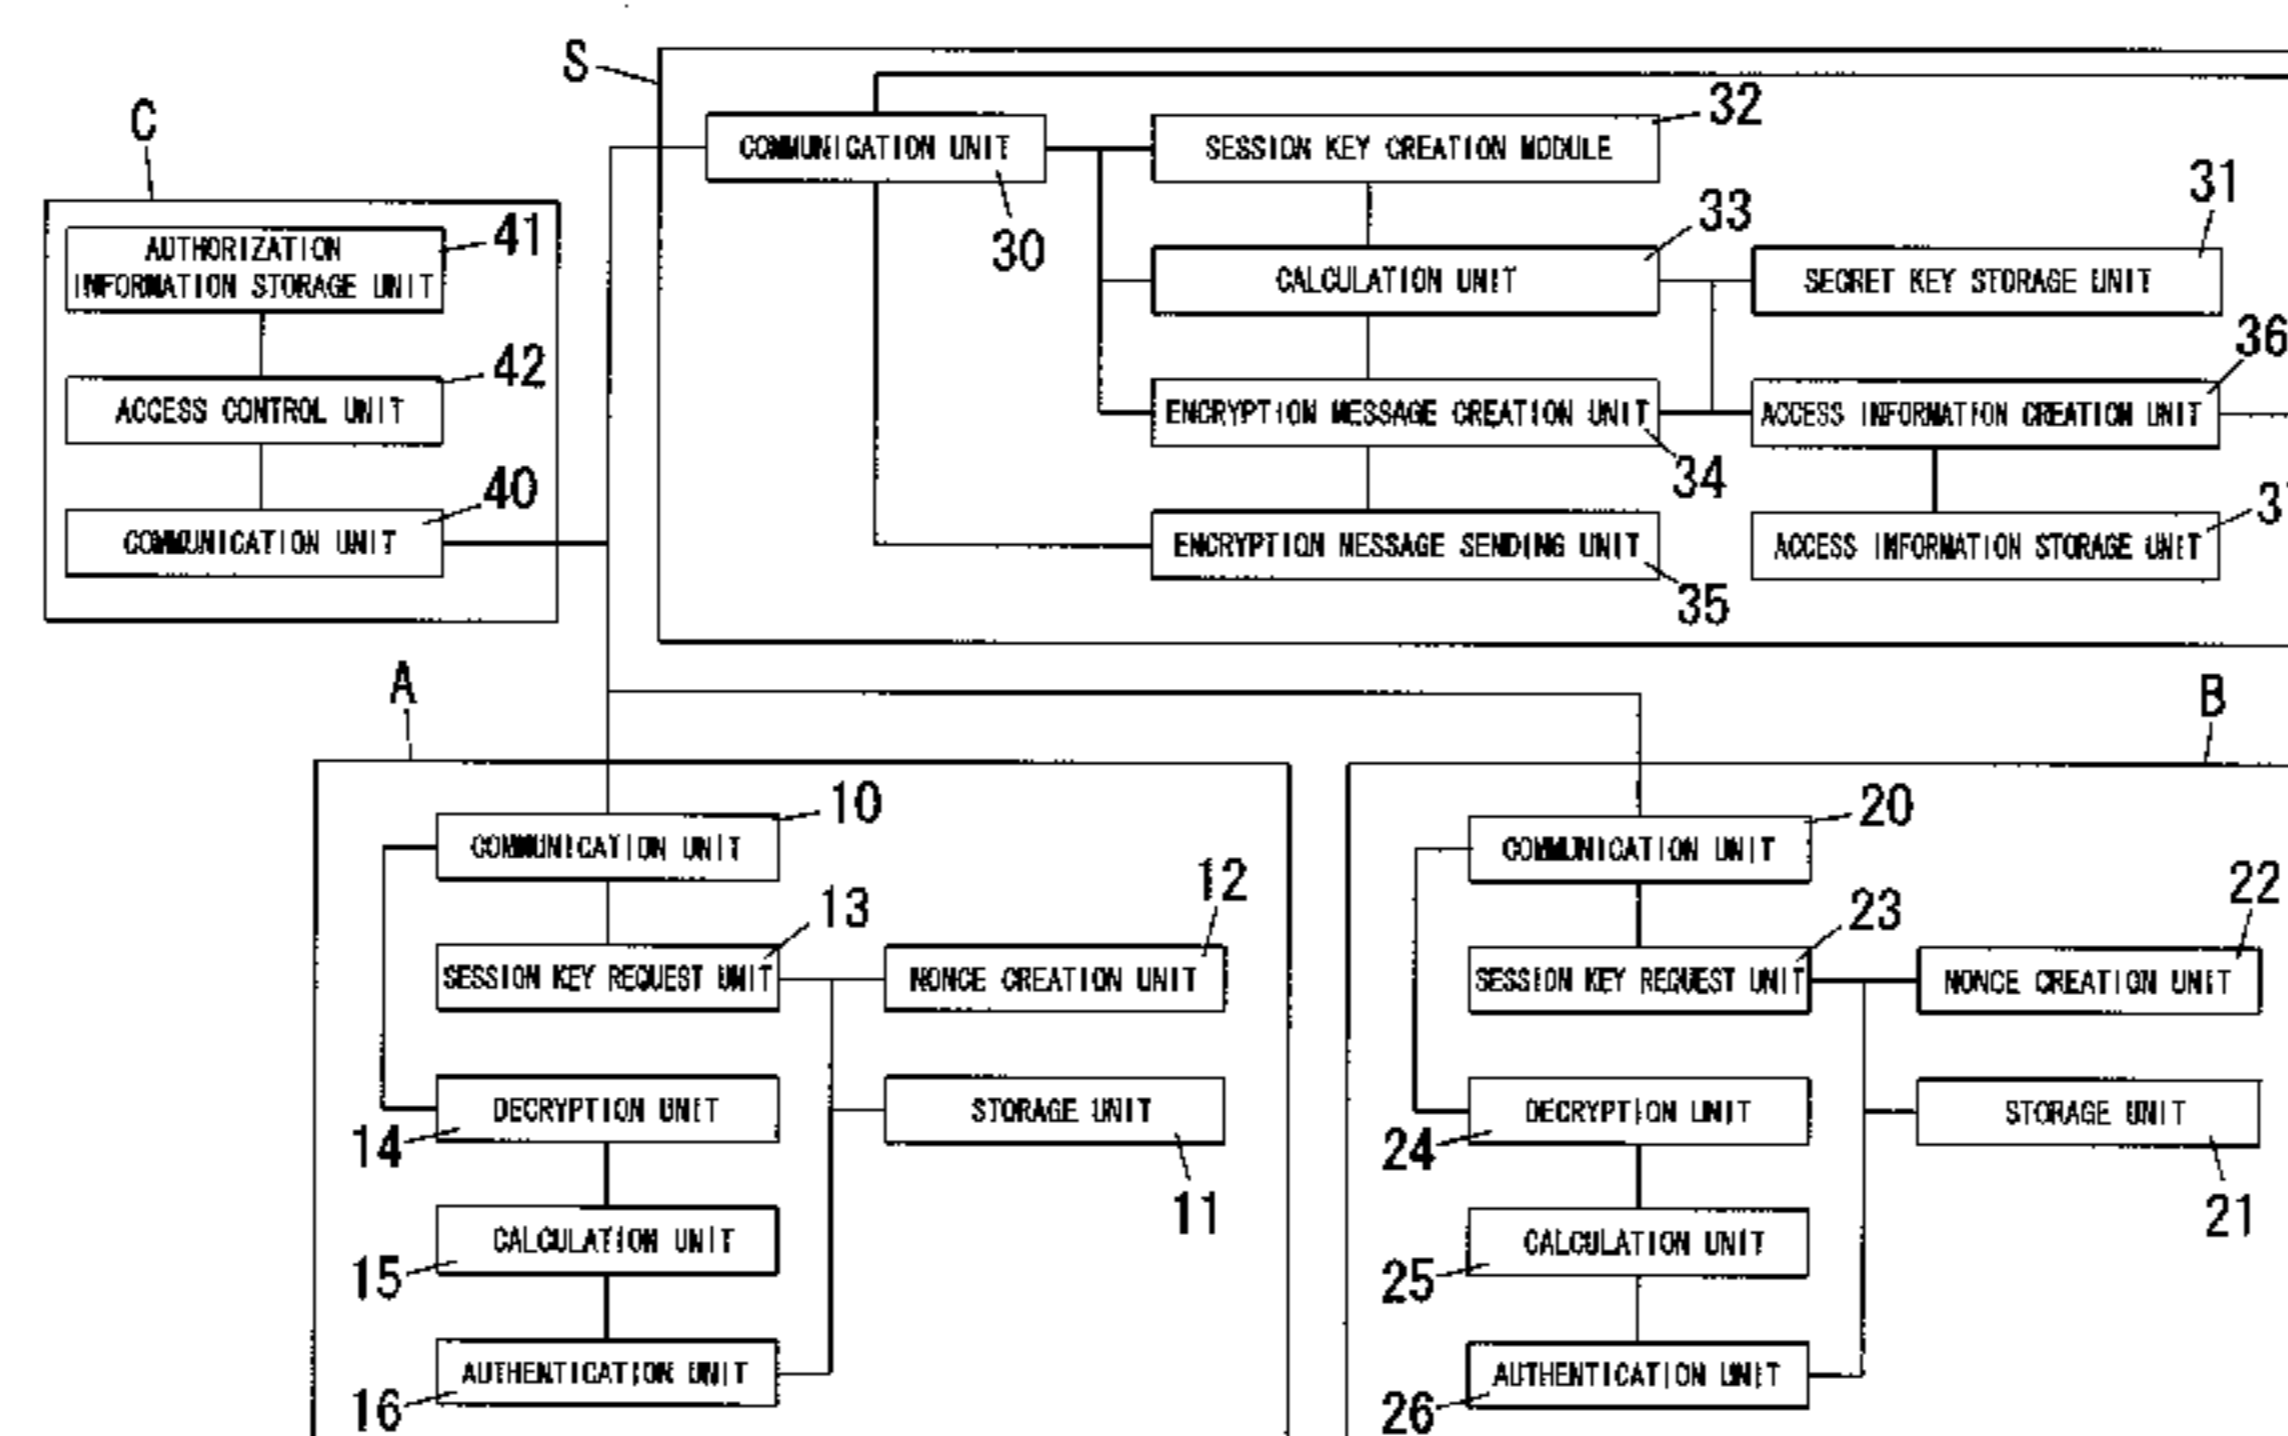 S
C
COMMUNICATION UNIT
30
SESSION KEY CREATION MODULE
32
CALCULATION UNIT
33
SECRET KEY STORAGE UNIT
31
ENCRYPTION MESSAGE CREATION UNIT
34
ACCESS INFORMATION CREATION UNIT
36
ENCRYPTION MESSAGE SENDING UNIT
35
ACCESS INFORMATION STORAGE UNIT
AUTHORIZATION
INFORMATION STORAGE UNIT
41
ACCESS CONTROL UNIT
42
COMMUNICATION UNIT
40
A
COMMUNICATION UNIT
10
SESSION KEY REQUEST UNIT
13
NONCE CREATION UNIT
12
DECRYPTION UNIT
14
STORAGE UNIT
11
CALCULATION UNIT
15
AUTHENTICATION UNIT
16
B
COMMUNICATION UNIT
20
SESSION KEY REQUEST UNIT
23
NONCE CREATION UNIT
22
DECRYPTION UNIT
24
STORAGE UNIT
21
CALCULATION UNIT
25
AUTHENTICATION UNIT
26